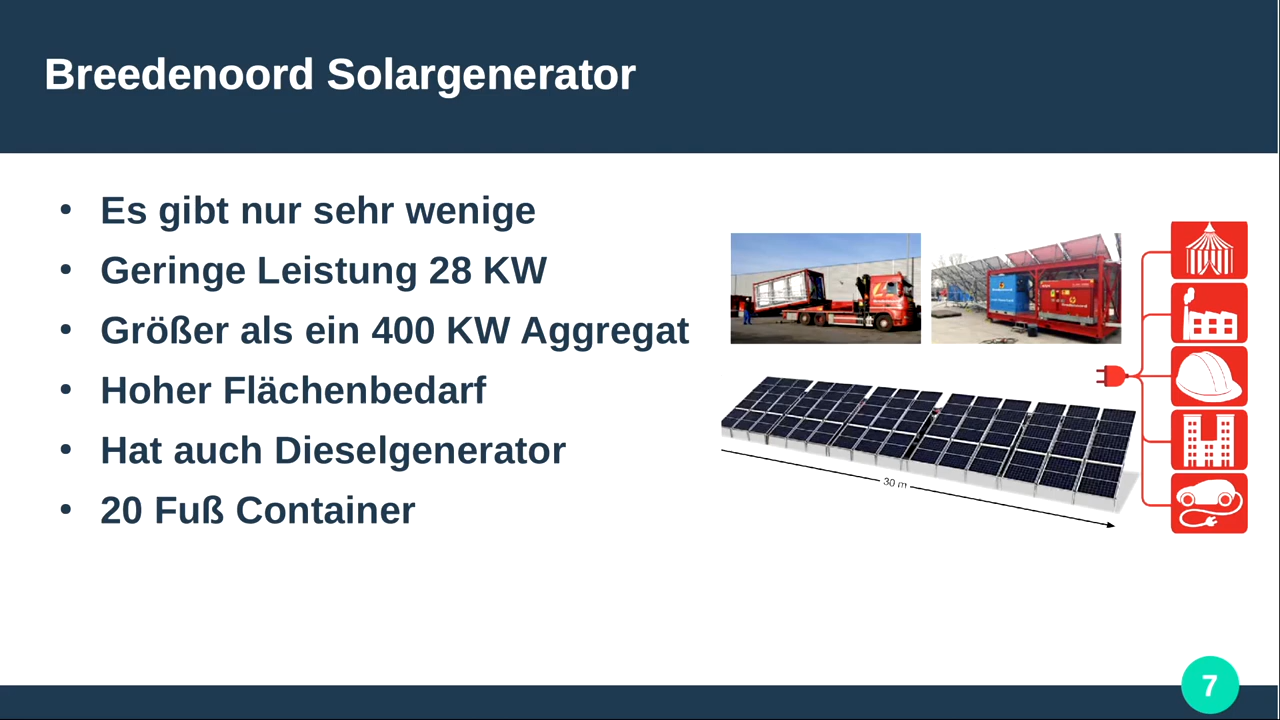 Breedenoord Solargenerator
• Es gibt nur sehr wenige
• Geringe Leistung 28 KW
• Größer als ein 400 KW Aggregat
• Hoher Flächenbedarf
• Hat auch Dieselgenerator
• 20 Fuß Container
30 m
7